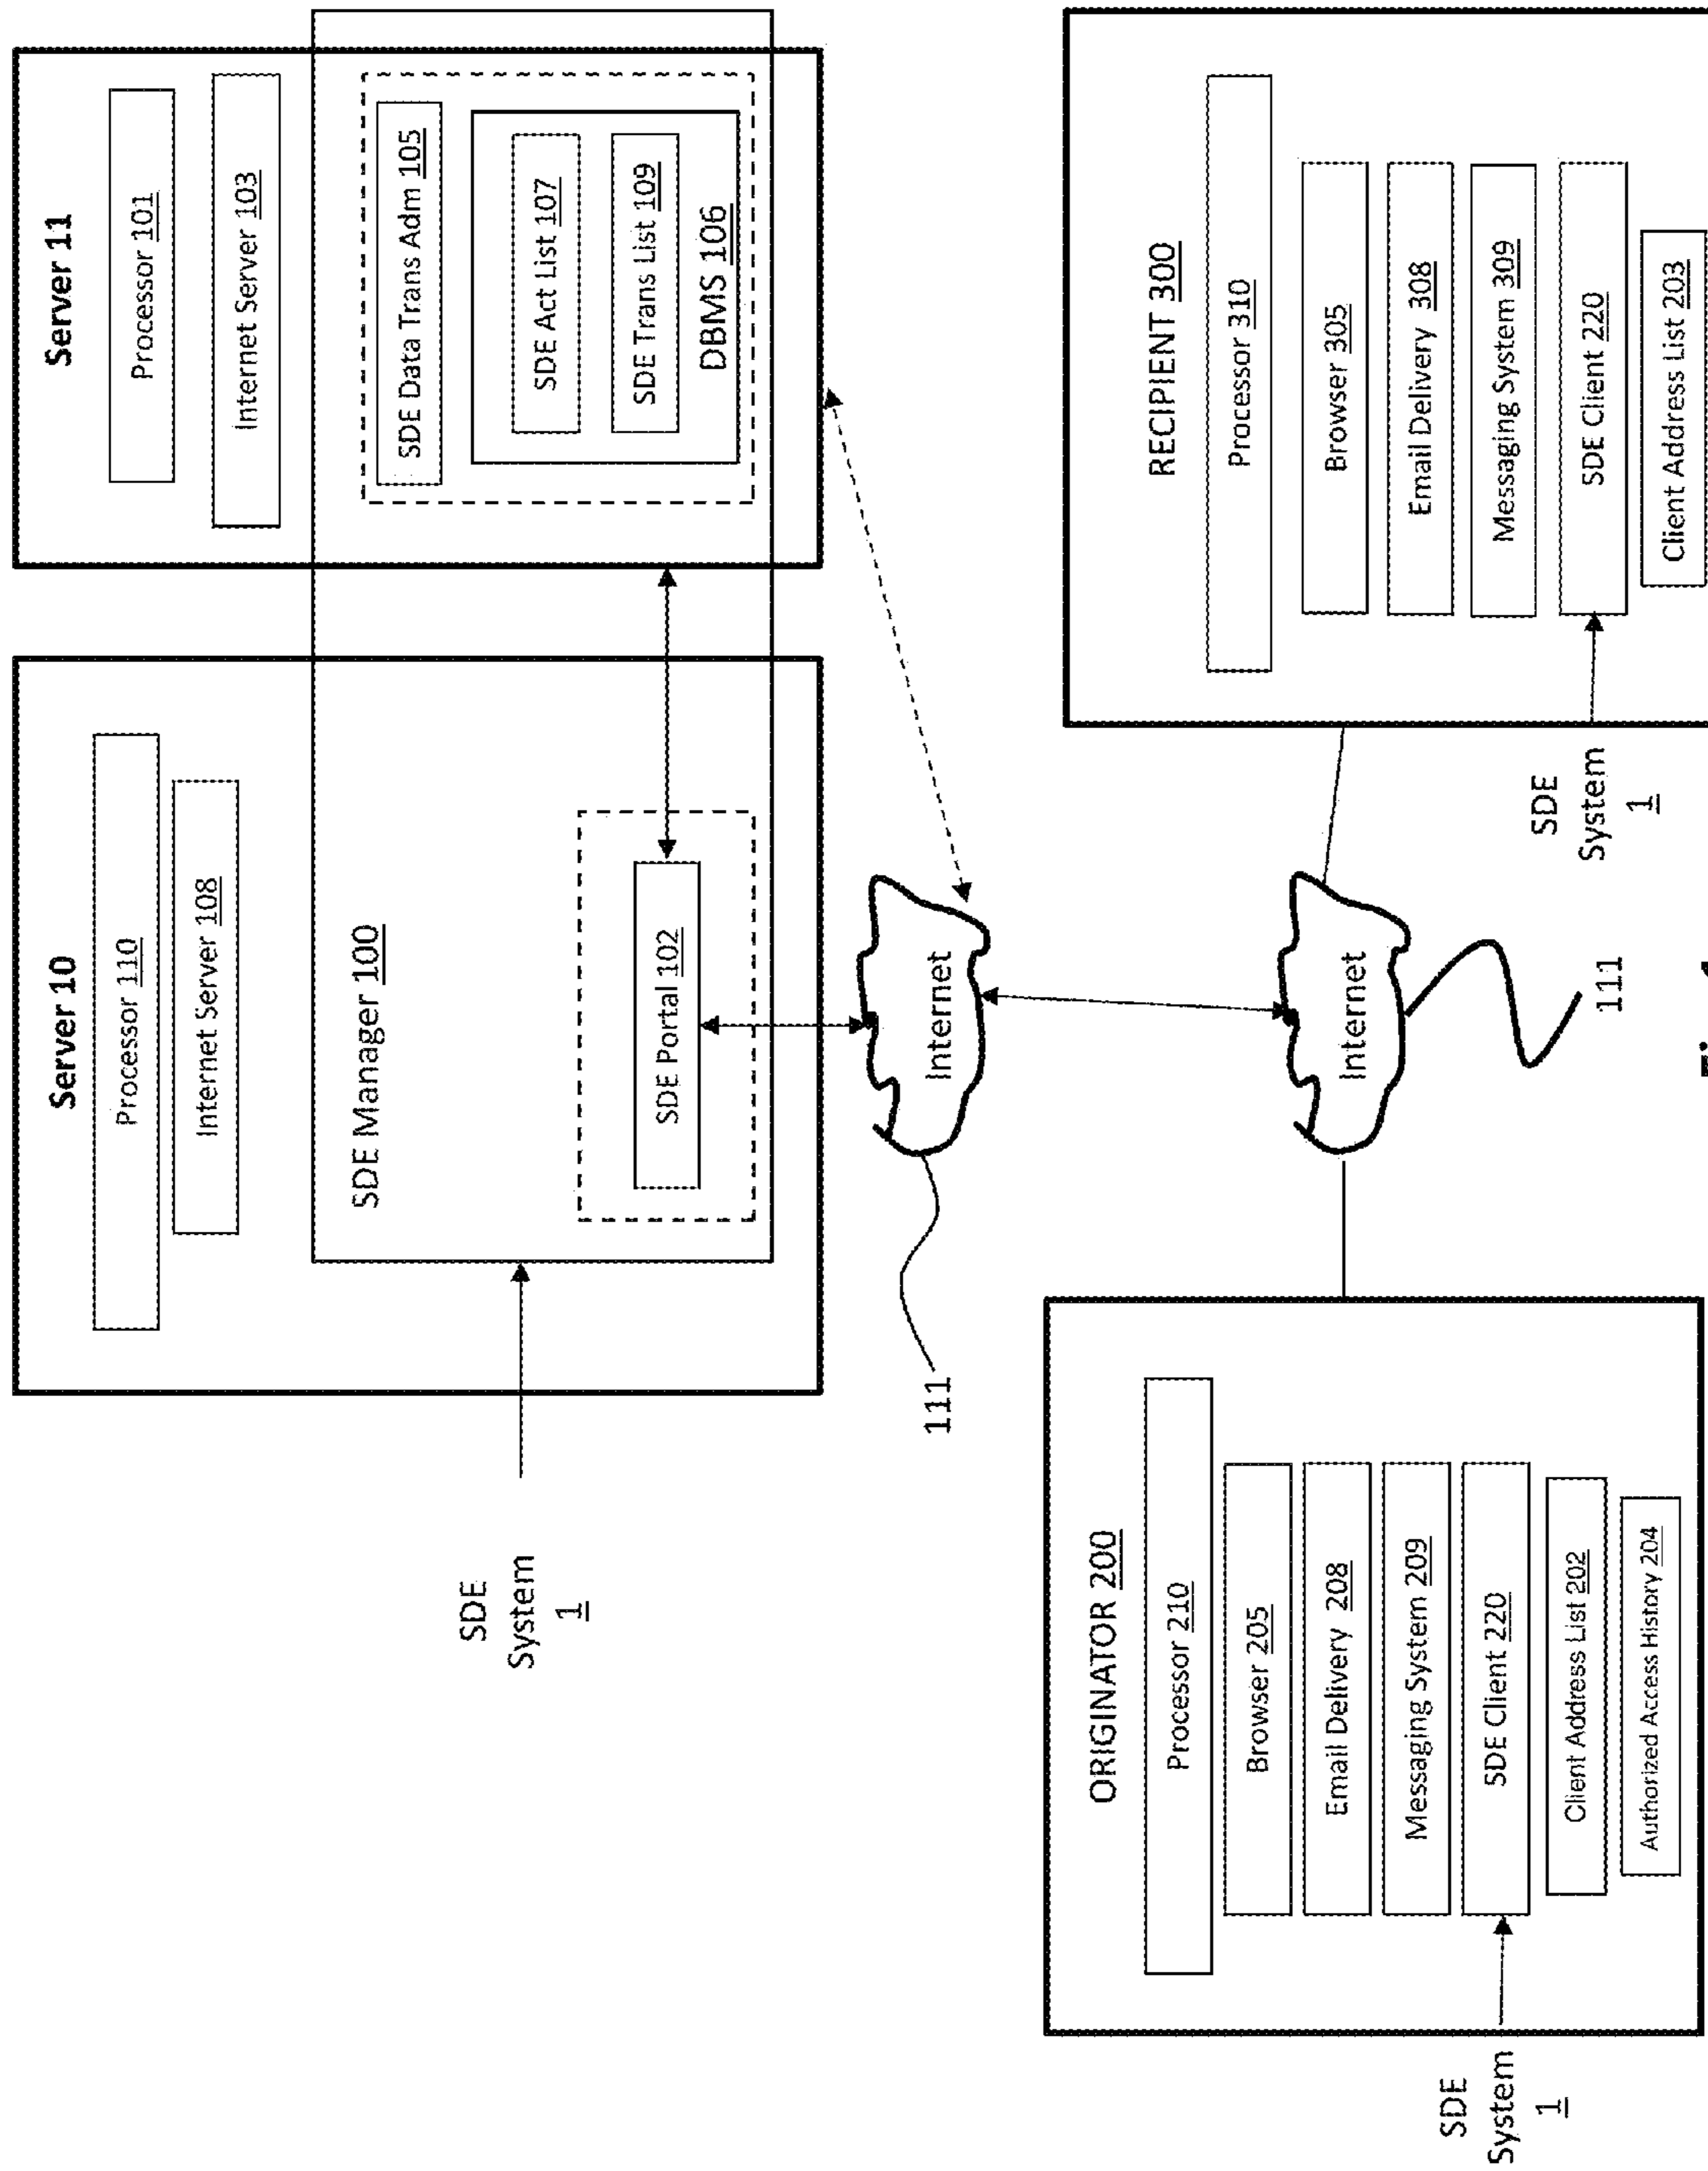 Server 10
Processor 110
Internet Server 108
SDE Manager 100
SDE Portal 102
Server 11
Processor 101
Internet Server 103
SDE Data Trans Adm 105
SDE Act List 107
SDE Trans List 109
DBMS 106
SDE
System
1
Internet
111
ORIGINATOR 200
Processor 210
Browser 205
Email Delivery 208
Messaging System 209
SDE Client 220
Client Address List 202
Authorized Access History 204
SDE
System
1
Internet
111
RECIPIENT 300
Processor 310
Browser 305
Email Delivery 308
Messaging System 309
SDE Client 220
Client Address List 203
SDE
System
1